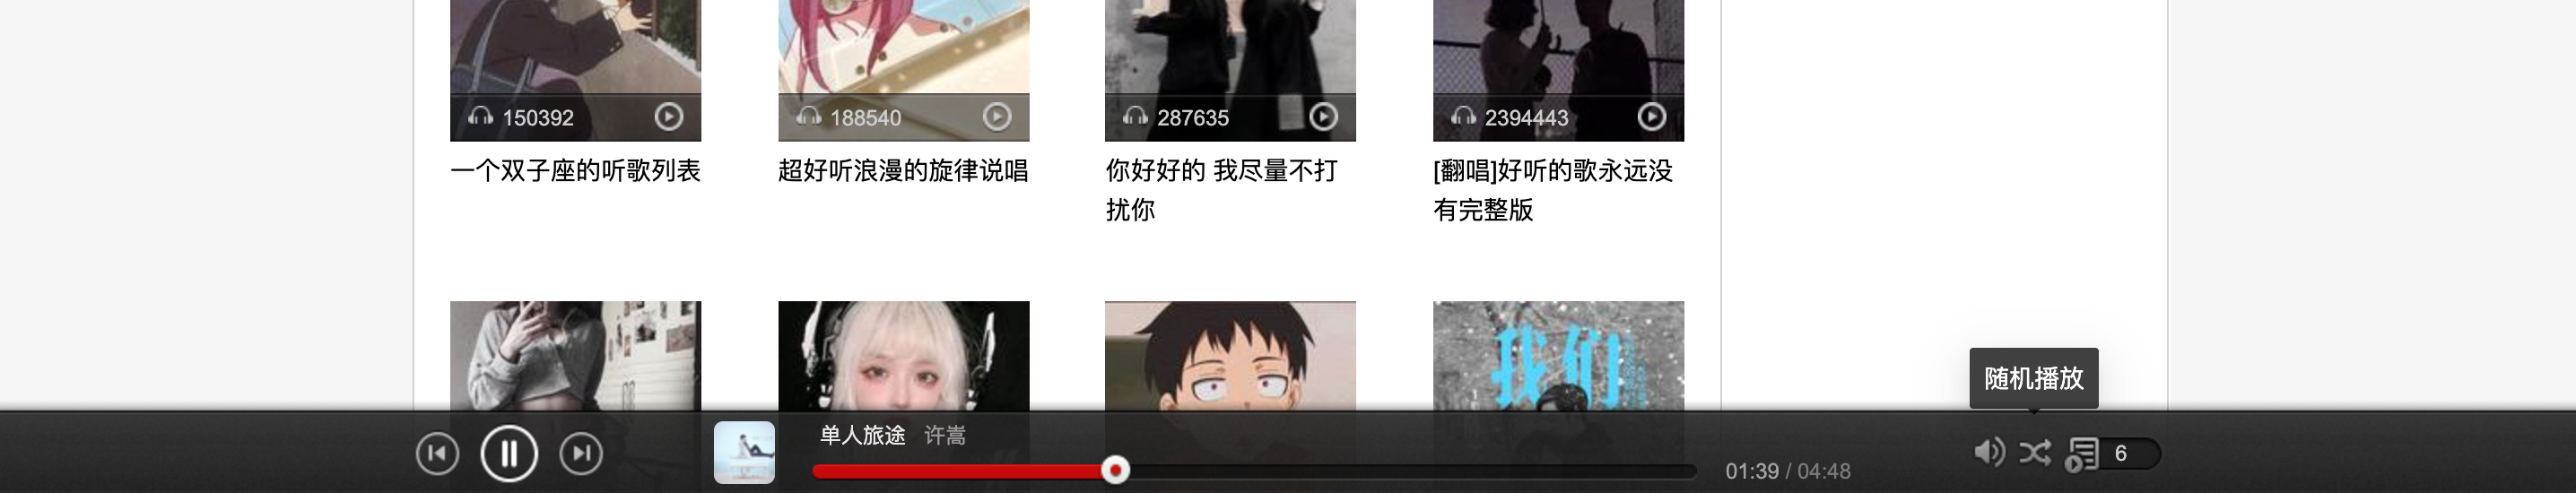 150392
188540
287635
2394443
一个双子座的听歌列表
超好听浪漫的旋律说唱
你好好的 我尽量不打
扰你
[翻唱]好听的歌永远没
有完整版
我们
随机播放
单人旅途 许嵩
01:39 / 04:48
6